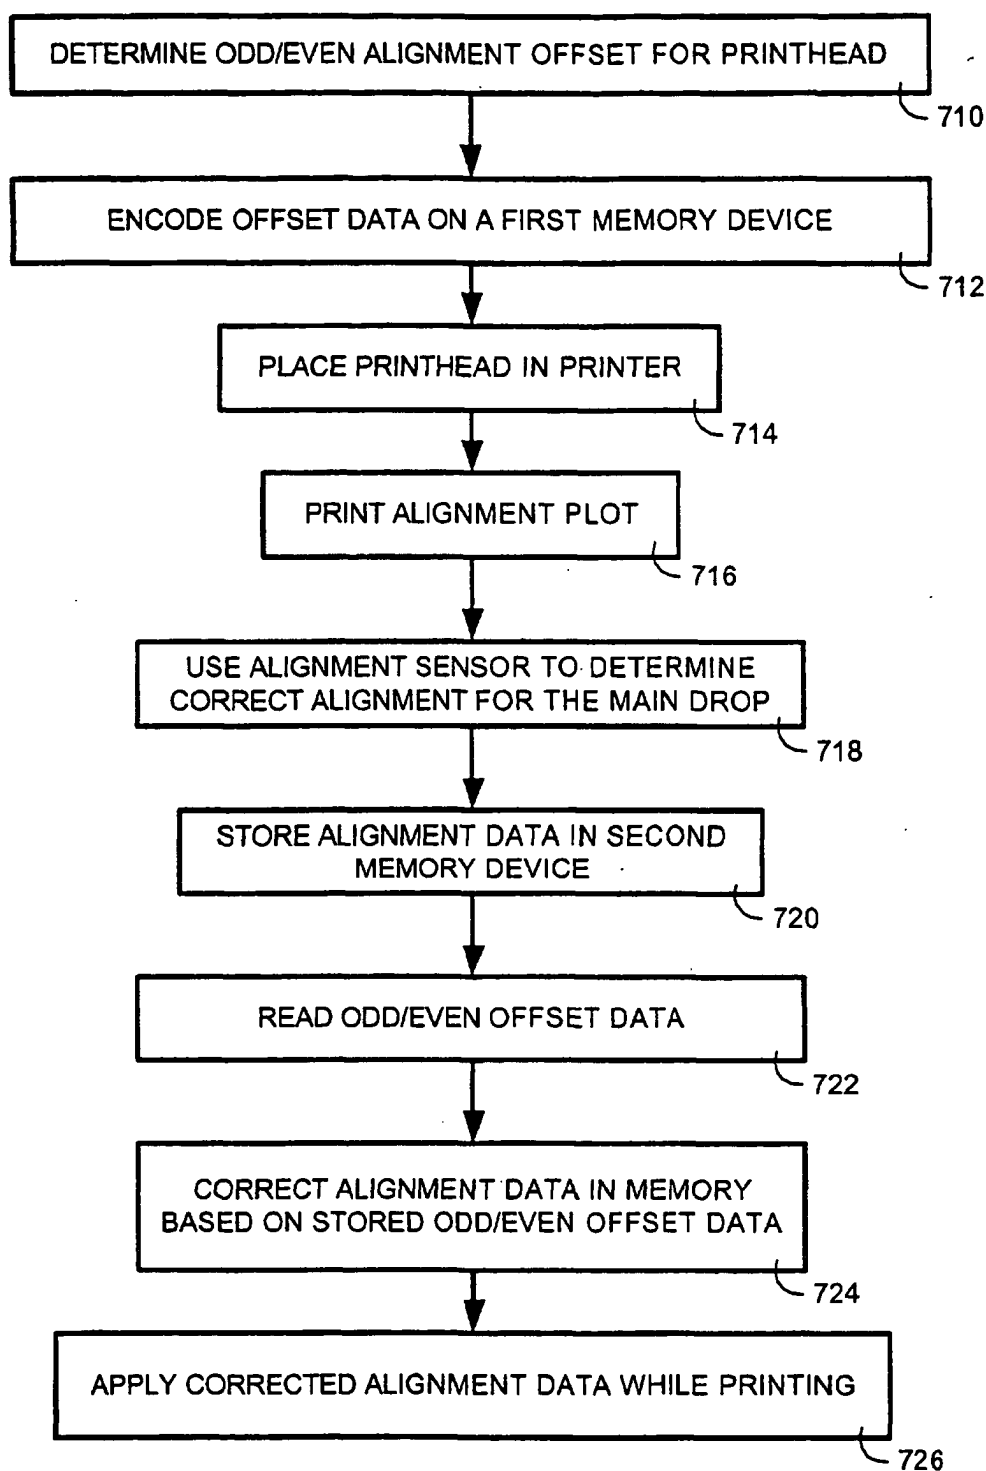 DETERMINE ODD/EVEN ALIGNMENT OFFSET FOR PRINTHEAD
710
ENCODE OFFSET DATA ON A FIRST MEMORY DEVICE
712
PLACE PRINTHEAD IN PRINTER
714
PRINT ALIGNMENT PLOT
716
USE ALIGNMENT SENSOR TO DETERMINE
CORRECT ALIGNMENT FOR THE MAIN DROP
718
STORE ALIGNMENT DATA IN SECOND
MEMORY DEVICE
720
READ ODD/EVEN OFFSET DATA
722
CORRECT ALIGNMENT DATA IN MEMORY
BASED ON STORED ODD/EVEN OFFSET DATA
724
APPLY CORRECTED ALIGNMENT DATA WHILE PRINTING
726